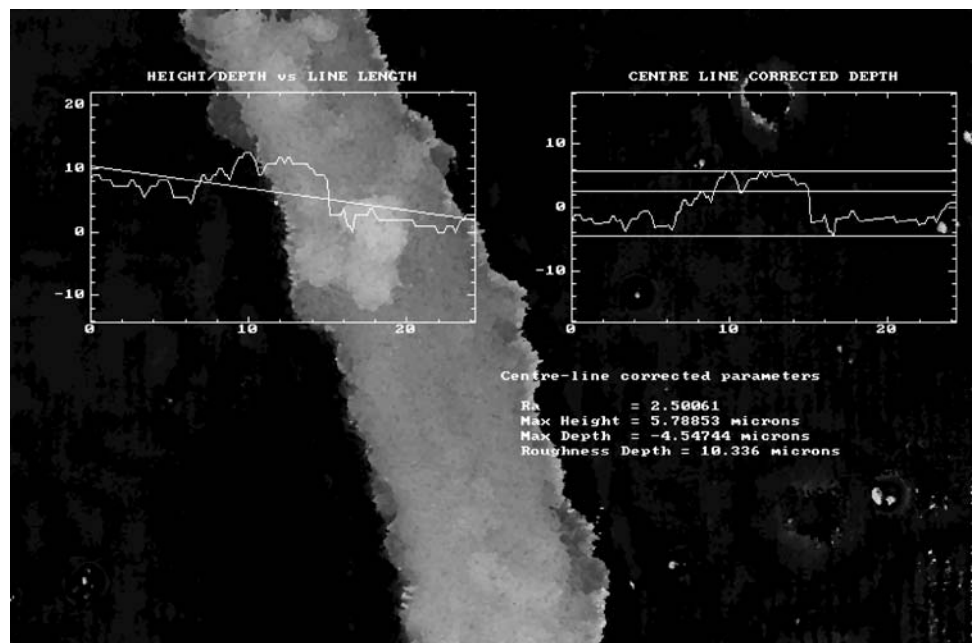 HEIGHT/DEPTH vs LINE LENGTH
20
10
0
-10
0 10 20
CENTRE LINE CORRECTED DEPTH
10
0
-10
0 10 20
Centre-line corrected parameters
Ra = 2.50061
Max Height = 5.78853 microns
Max Depth = -4.54744 microns
Roughness Depth = 10.336 microns